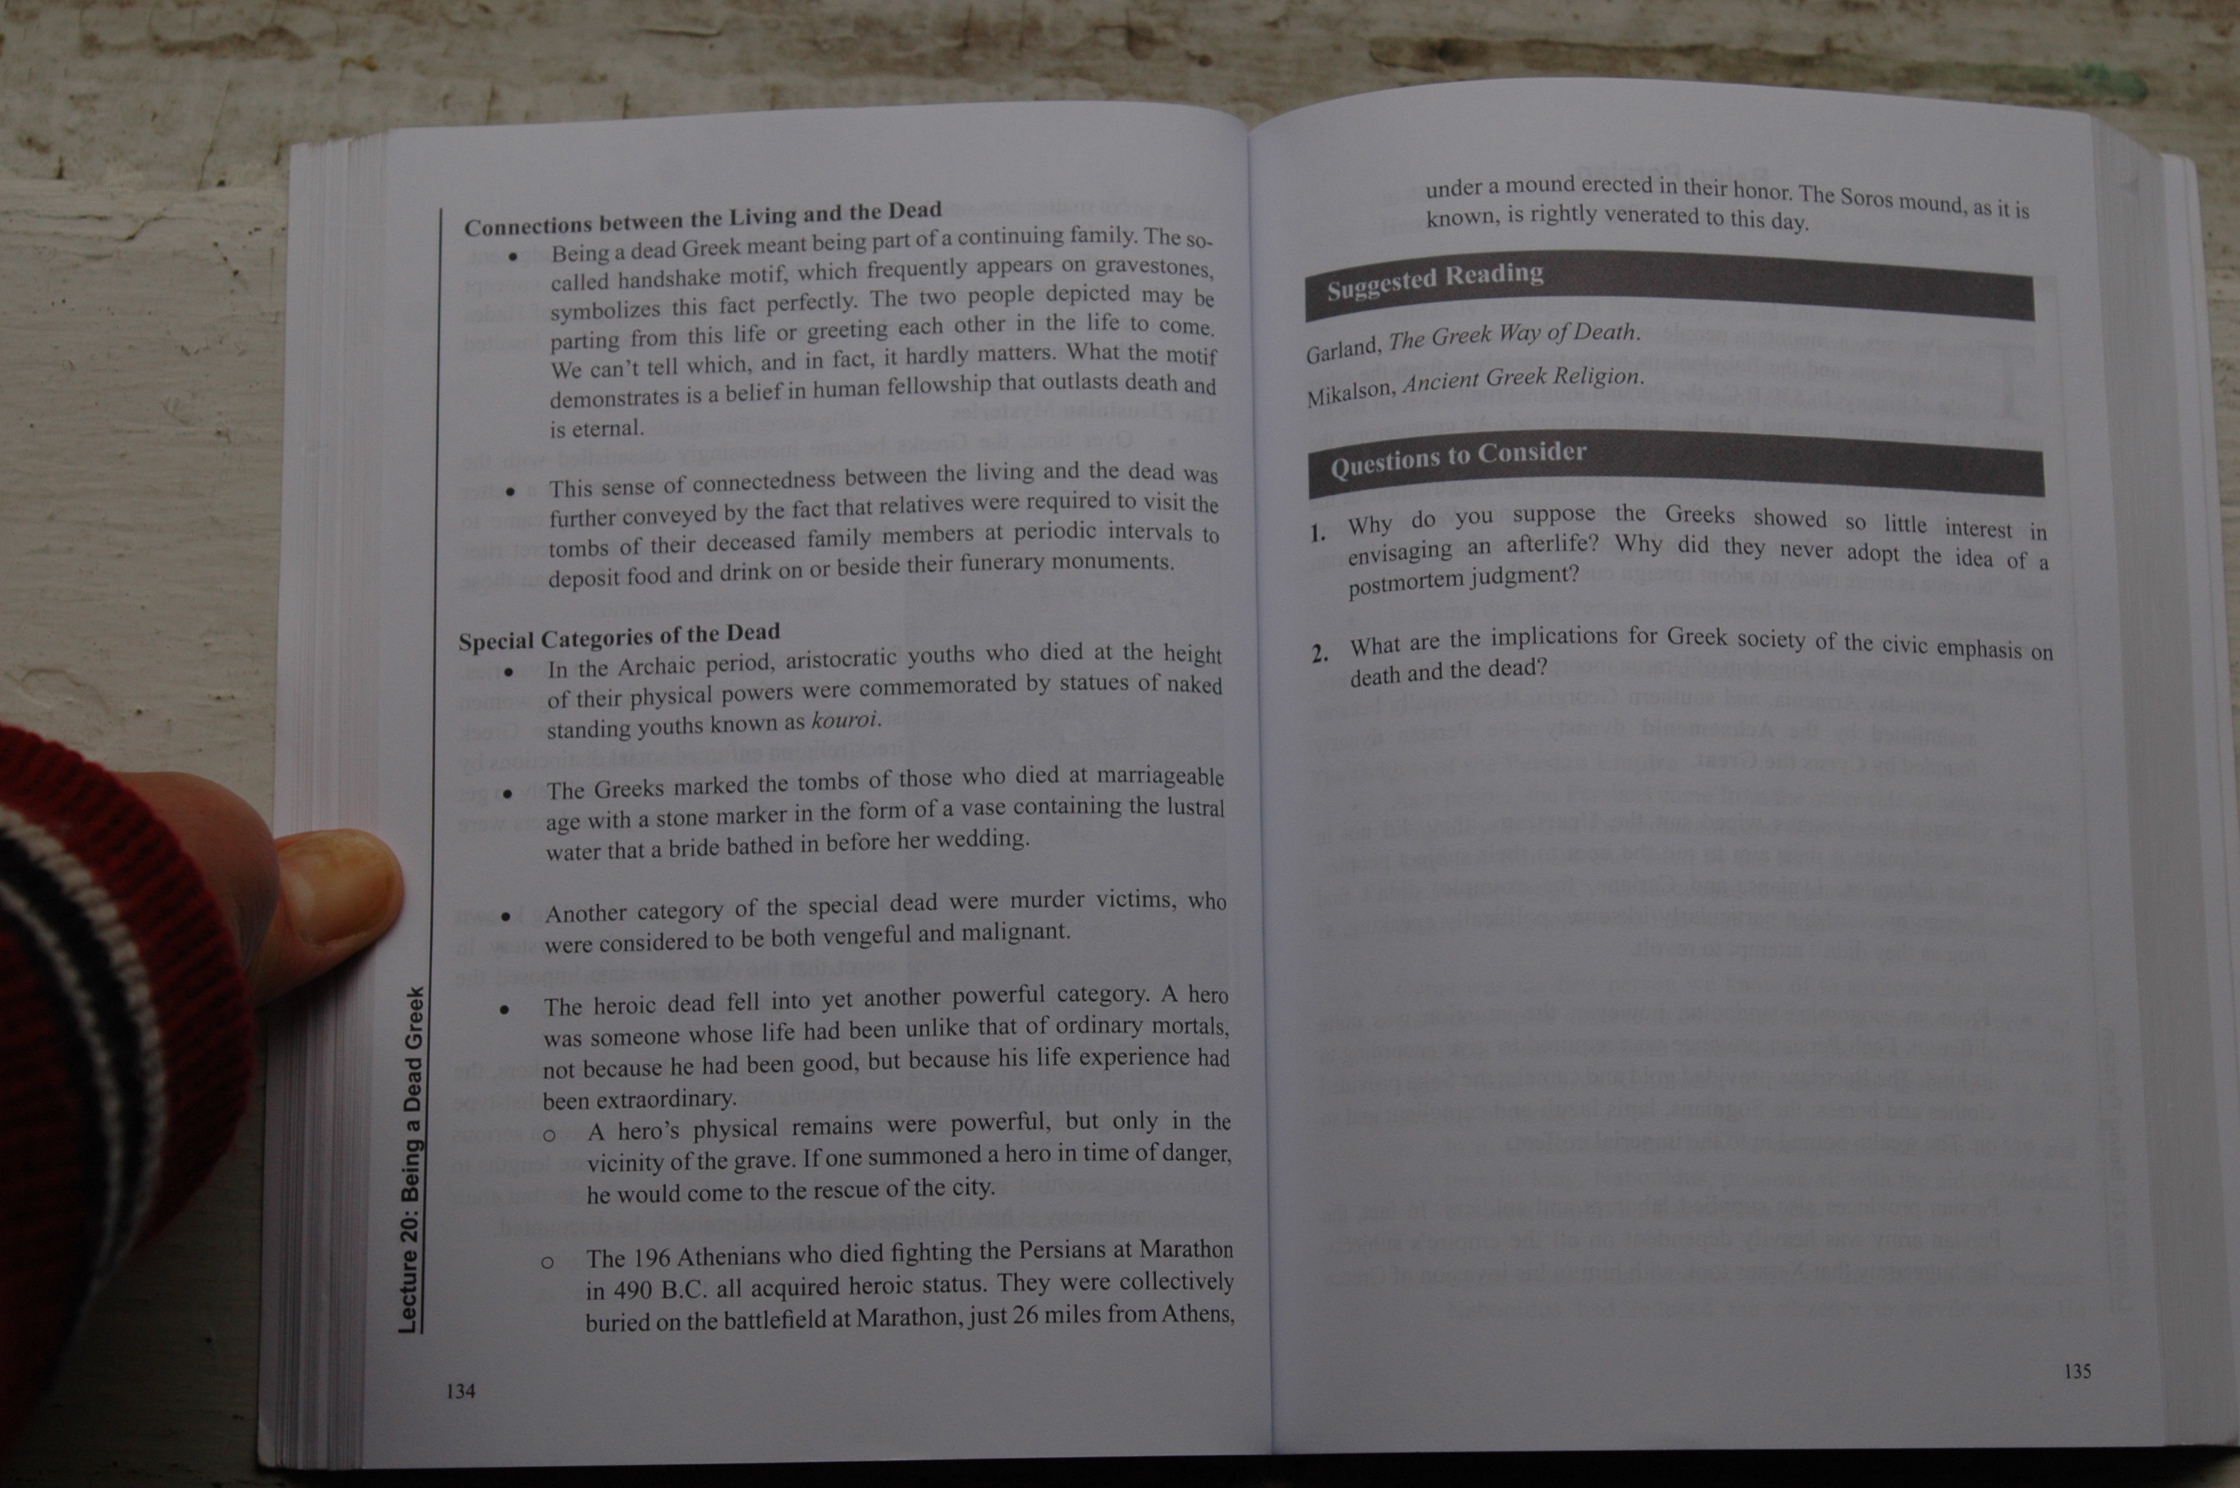 Connections between the Living and the Dead
• Being a dead Greek meant being part of a continuing family. The so-
called handshake motif, which frequently appears on gravestones,
symbolizes this fact perfectly. The two people depicted may be
parting from this life or greeting each other in the life to come.
We can't tell which, and in fact, it hardly matters. What the motif
demonstrates is a belief in human fellowship that outlasts death and
is eternal.
• This sense of connectedness between the living and the dead was
further conveyed by the fact that relatives were required to visit the
tombs of their deceased family members at periodic intervals to
deposit food and drink on or beside their funerary monuments.
Special Categories of the Dead
• In the Archaic period, aristocratic youths who died at the height
of their physical powers were commemorated by statues of naked
standing youths known as kouroi.
• The Greeks marked the tombs of those who died at marriageable
age with a stone marker in the form of a vase containing the lustral
water that a bride bathed in before her wedding.
• Another category of the special dead were murder victims, who
were considered to be both vengeful and malignant.
• The heroic dead fell into yet another powerful category. A hero
was someone whose life had been unlike that of ordinary mortals,
not because he had been good, but because his life experience had
been extraordinary.
○ A hero's physical remains were powerful, but only in the
vicinity of the grave. If one summoned a hero in time of danger,
he would come to the rescue of the city.
○ The 196 Athenians who died fighting the Persians at Marathon
in 490 B.C. all acquired heroic status. They were collectively
buried on the battlefield at Marathon, just 26 miles from Athens,
Lecture 20: Being a Dead Greek
134
under a mound erected in their honor. The Soros mound, as it is
known, is rightly venerated to this day.
Suggested Reading
Garland, The Greek Way of Death.
Mikalson, Ancient Greek Religion.
Questions to Consider
1. Why do you suppose the Greeks showed so little interest in
envisaging an afterlife? Why did they never adopt the idea of a
postmortem judgment?
2. What are the implications for Greek society of the civic emphasis on
death and the dead?
135